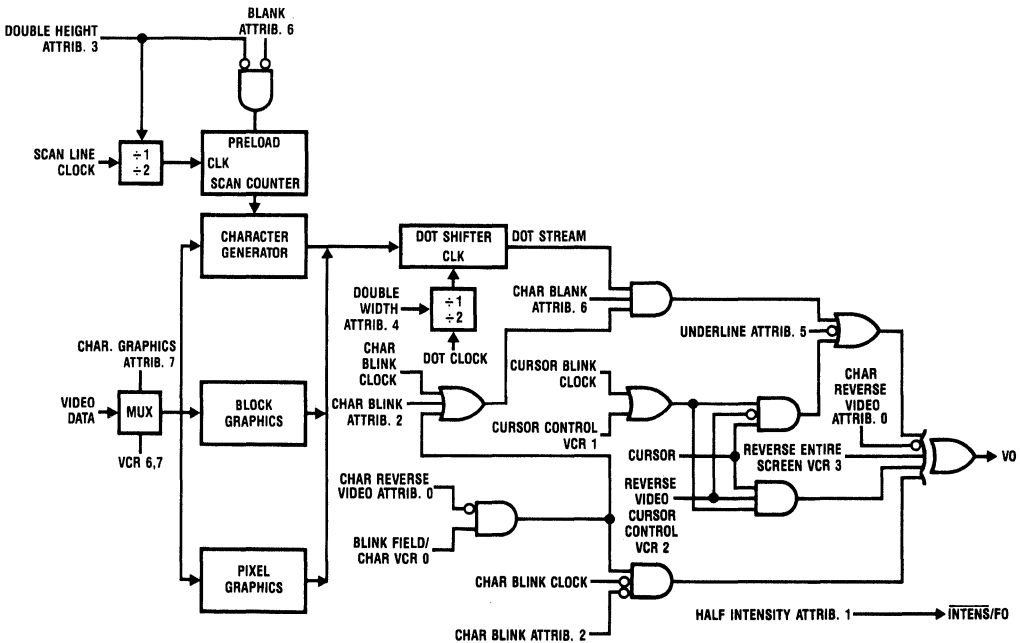 BLANK
ATTRIB. 6
DOUBLE HEIGHT
ATTRIB. 3
SCAN LINE
CLOCK
÷1
÷2
PRELOAD
CLK
SCAN COUNTER
CHARACTER
GENERATOR
DOT SHIFTER
CLK
DOT STREAM
DOUBLE
WIDTH
ATTRIB. 4
÷1
÷2
DOT CLOCK
CHAR BLANK
ATTRIB. 6
UNDERLINE ATTRIB. 5
CHAR. GRAPHICS
ATTRIB. 7
VIDEO
DATA
MUX
VCR 6,7
BLOCK
GRAPHICS
PIXEL
GRAPHICS
CHAR
BLINK
CLOCK
CHAR BLINK
ATTRIB. 2
CURSOR BLINK
CLOCK
CURSOR CONTROL
VCR 1
CHAR
REVERSE
VIDEO
ATTRIB. 0
CURSOR
REVERSE ENTIRE
SCREEN VCR 3
VO
REVERSE
VIDEO
CURSOR
CONTROL
VCR 2
CHAR REVERSE
VIDEO ATTRIB. 0
BLINK FIELD/
CHAR VCR 0
CHAR BLINK CLOCK
CHAR BLINK ATTRIB. 2
HALF INTENSITY ATTRIB. 1
INTENS/FO